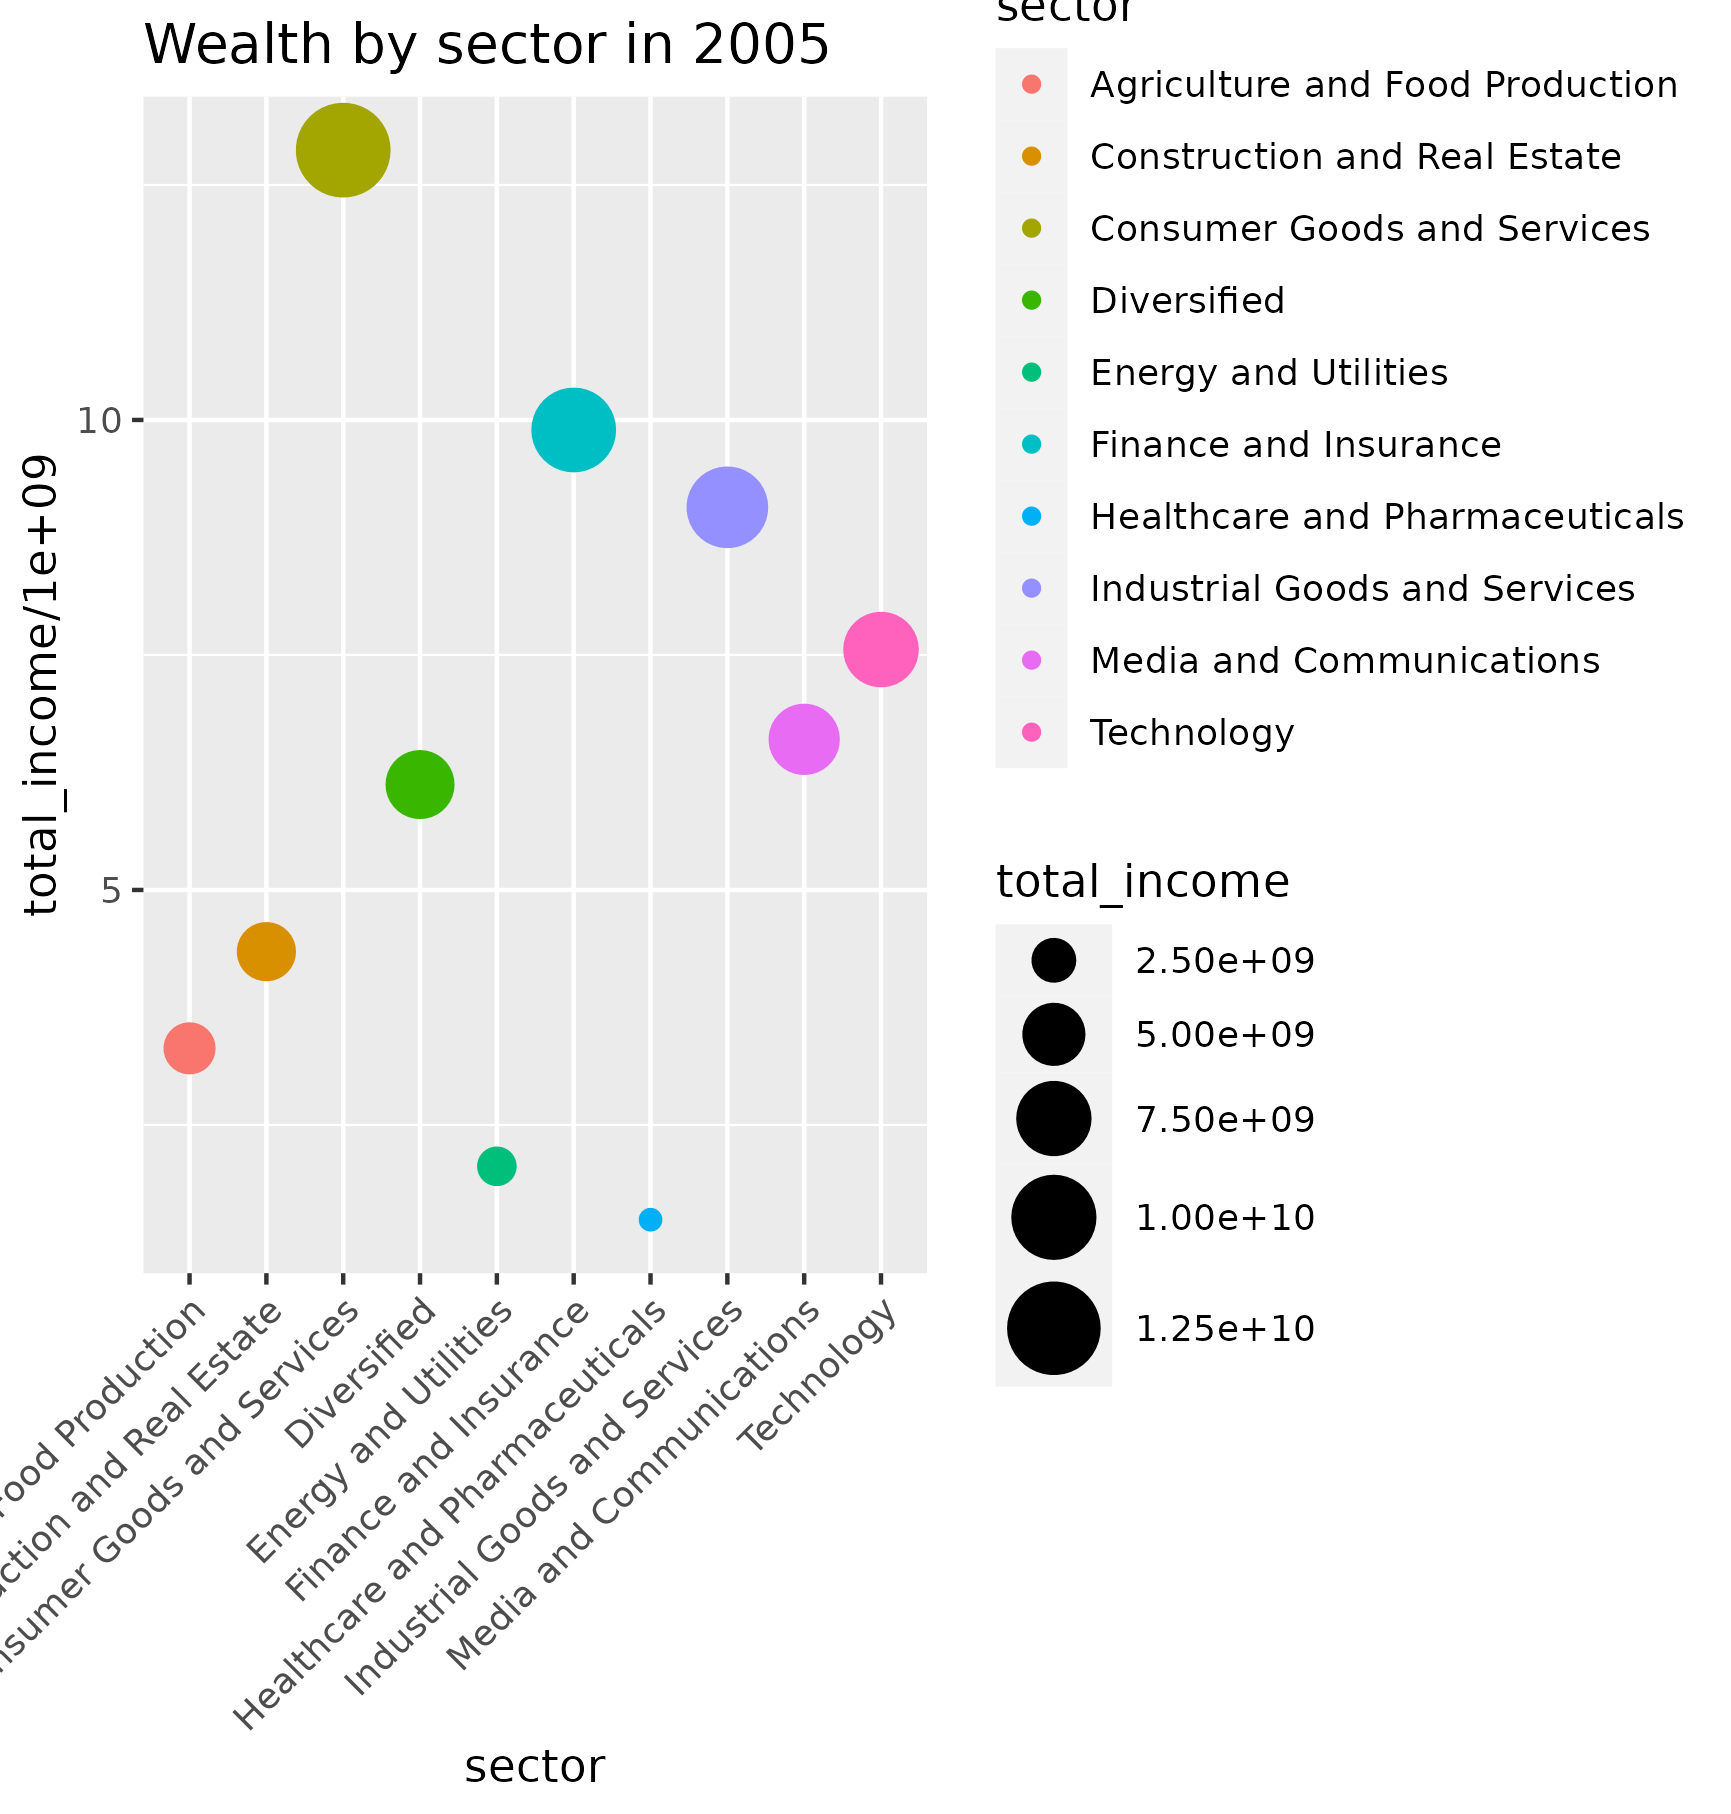 Wealth by sector in 2005
total_income/1e+09
10
5
Food Production
and Real Estate
Goods and Services
Diversified
Energy and Utilities
Finance and Insurance
Healthcare and Pharmaceuticals
Industrial Goods and Services
Media and Communications
Technology
sector
sector
Agriculture and Food Production
Construction and Real Estate
Consumer Goods and Services
Diversified
Energy and Utilities
Finance and Insurance
Healthcare and Pharmaceuticals
Industrial Goods and Services
Media and Communications
Technology
total_income
2.50e+09
5.00e+09
7.50e+09
1.00e+10
1.25e+10